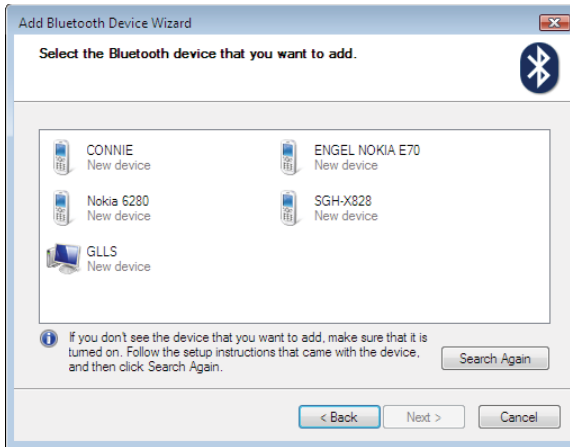 Add Bluetooth Device Wizard
Select the Bluetooth device that you want to add.
CONNIE
New device
ENGEL NOKIA E70
New device
Nokia 6280
New device
SGH-X828
New device
GLLS
New device
If you don't see the device that you want to add, make sure that it is
turned on. Follow the setup instructions that came with the device,
and then click Search Again.
Search Again
< Back
Next >
Cancel